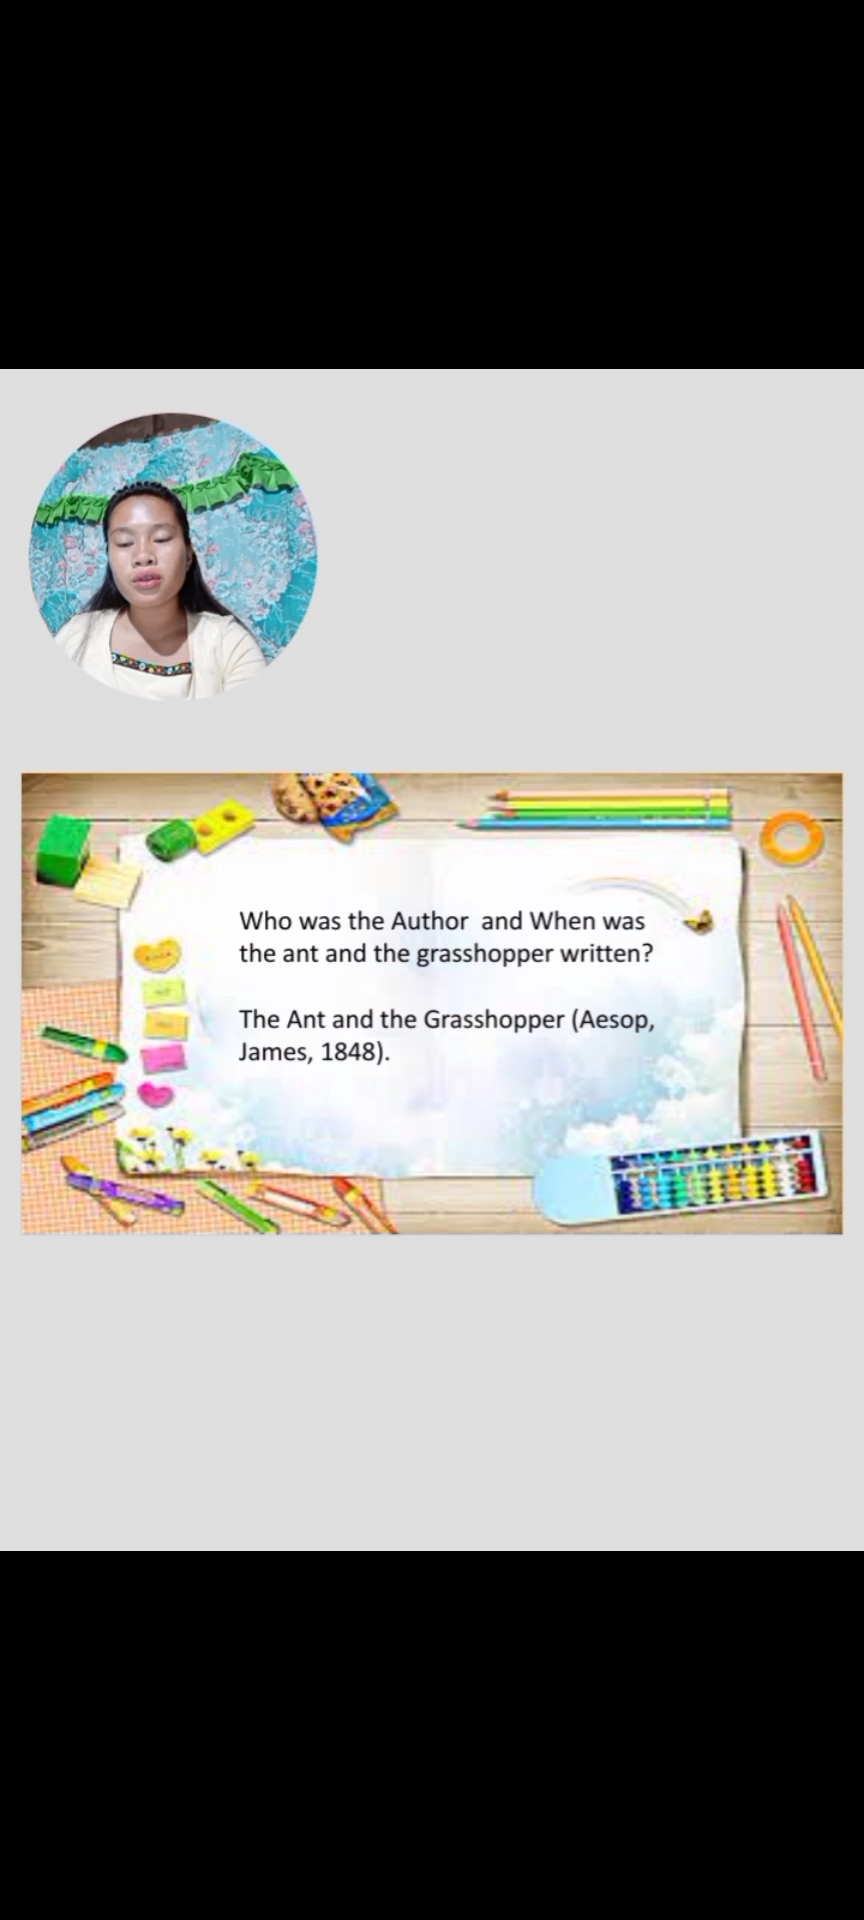 Who was the Author  and When was
the ant and the grasshopper written?
The Ant and the Grasshopper (Aesop,
James, 1848).